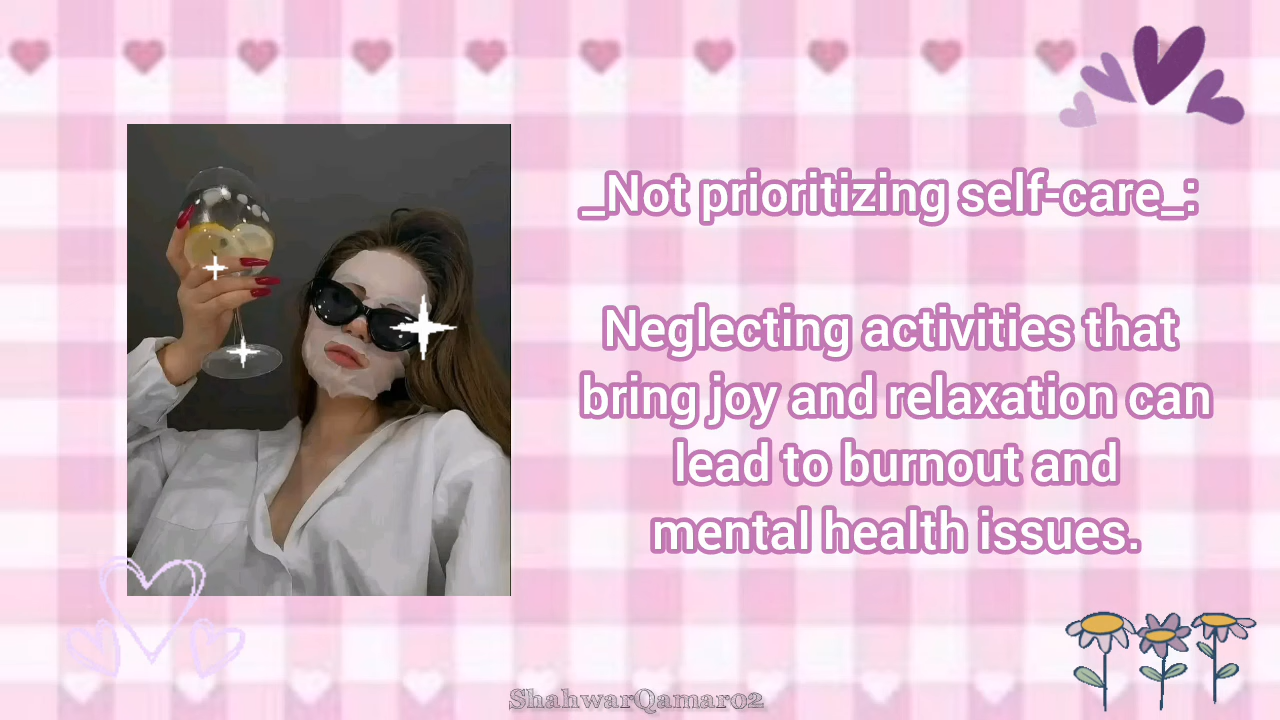 _Not prioritizing self-care_:
Neglecting activities that
bring joy and relaxation can
lead to burnout and
mental health issues.
ShahwarQamar02